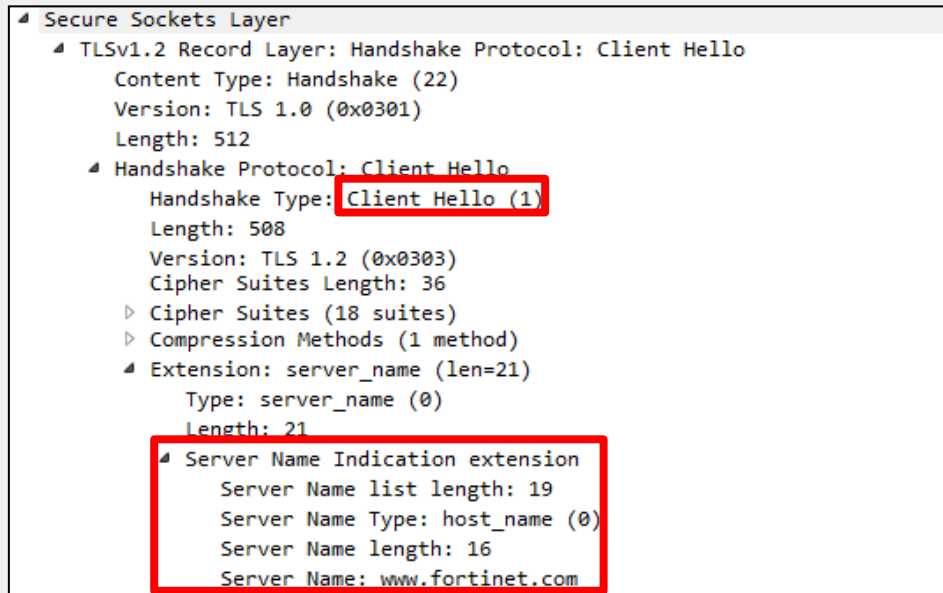 Secure Sockets Layer
TLSv1.2 Record Layer: Handshake Protocol: Client Hello
Content Type: Handshake (22)
Version: TLS 1.0 (0x0301)
Length: 512
Handshake Protocol: Client Hello
Handshake Type: Client Hello (1)
Length: 508
Version: TLS 1.2 (0x0303)
Cipher Suites Length: 36
Cipher Suites (18 suites)
Compression Methods (1 method)
Extension: server_name (len=21)
Type: server_name (0)
Length: 21
Server Name Indication extension
Server Name list length: 19
Server Name Type: host_name (0)
Server Name length: 16
Server Name: www.fortinet.com